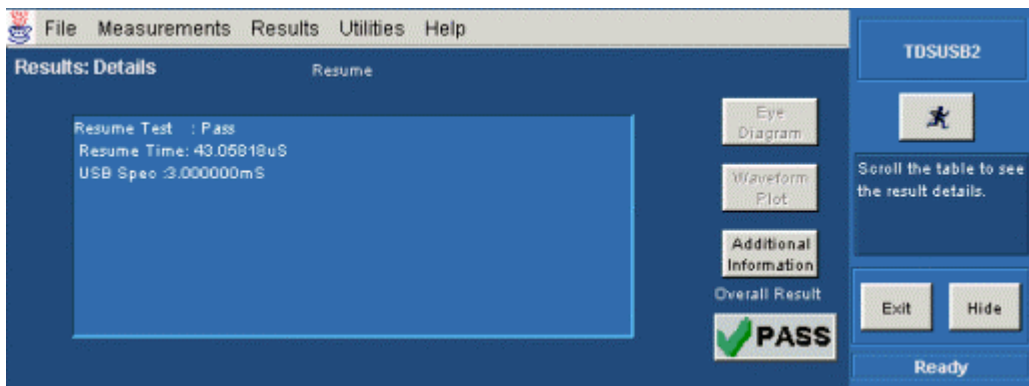 File Measurements Results Utilities Help
Results: Details Resume
TDSUSB2
Resume Test : Pass
Resume Time: 43.05818uS
USB Spec :3.000000mS
Eye
Diagram
Waveform
Plot
Additional
Information
Overall Result
PASS
Scroll the table to see
the result details.
Exit Hide
Ready